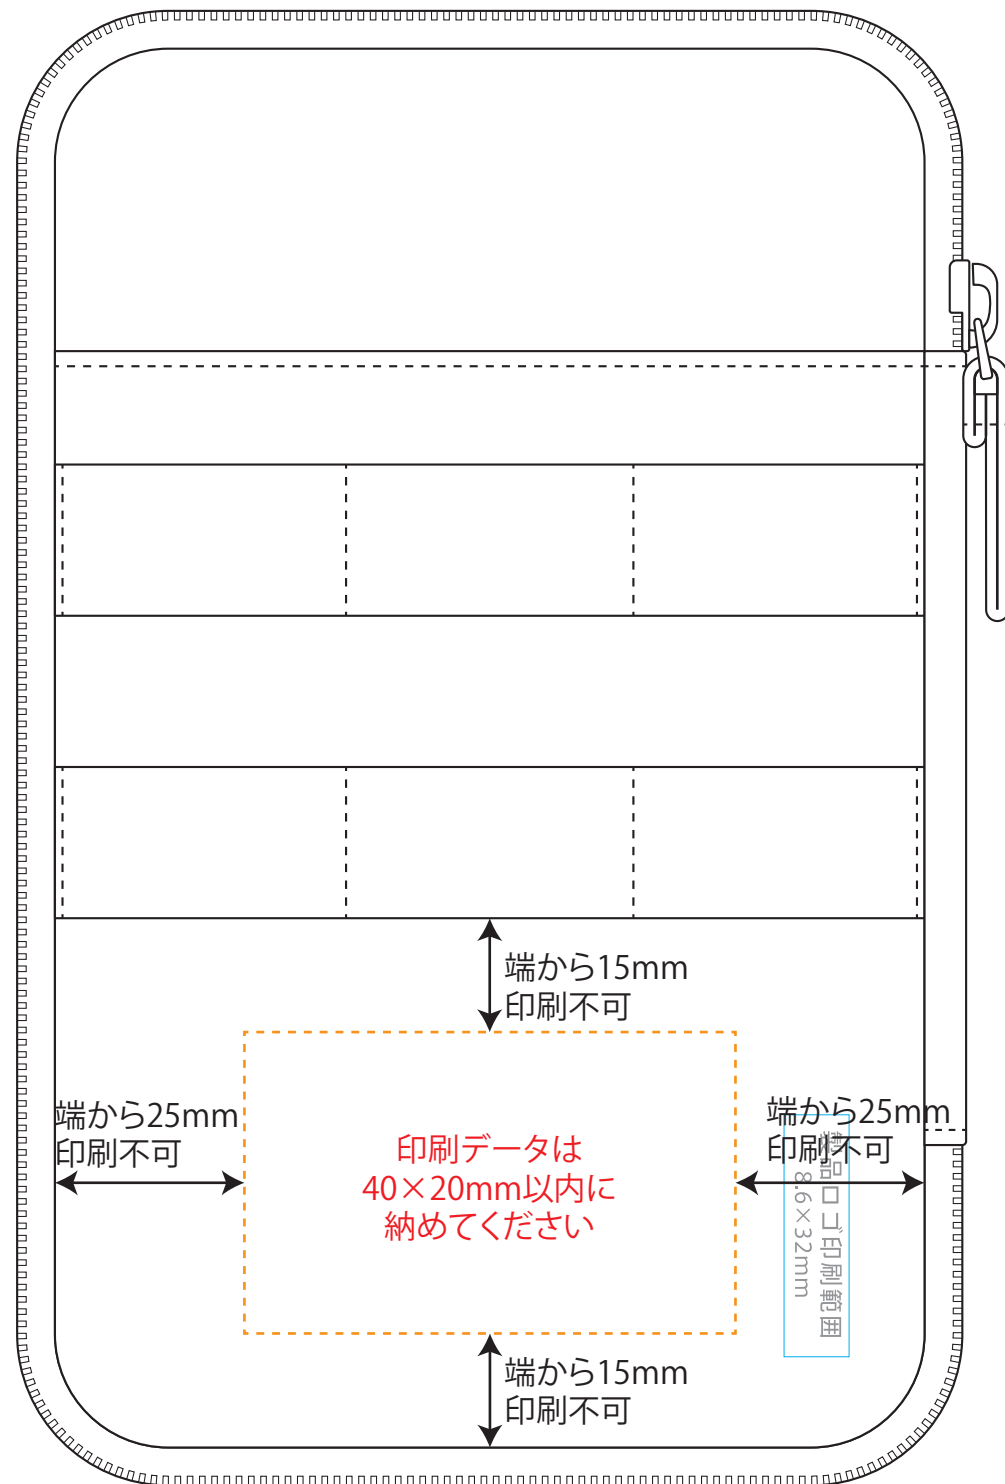 端から15mm
印刷不可
端から25mm
印刷不可
印刷データは
40×20mm以内に
納めてください
端から25mm
印刷不可
製品ロゴ印刷範囲
8.6×32mm
端から15mm
印刷不可